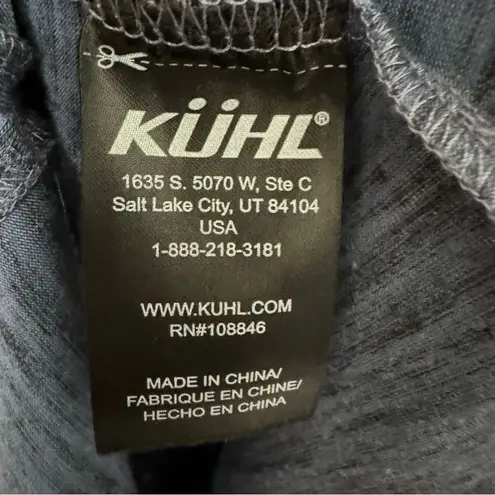 KÜHL®
1635 S. 5070 W, Ste C
Salt Lake City, UT 84104
USA
1-888-218-3181
WWW.KUHL.COM
RN#108846
MADE IN CHINA/
FABRIQUE EN CHINE/
HECHO EN CHINA